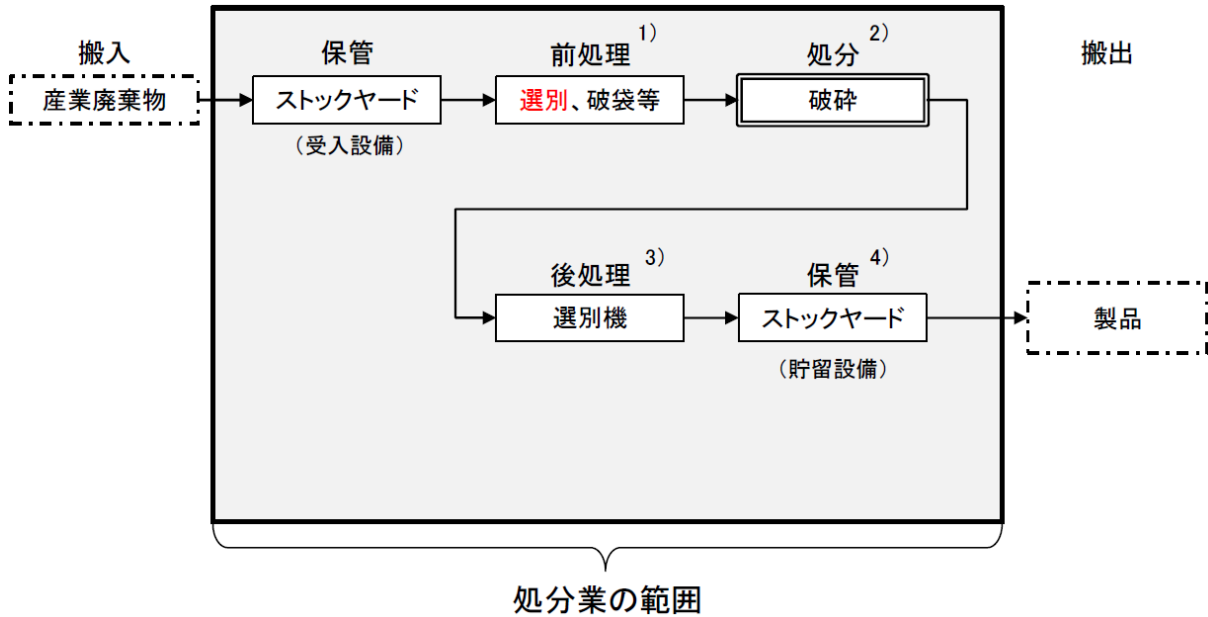 搬入
保管
前処理 1)
処分 2)
搬出
産業廃棄物
ストックヤード
選別、破袋等
破砕
（受入設備）
後処理 3)
保管 4)
選別機
ストックヤード
製品
（貯留設備）
処分業の範囲